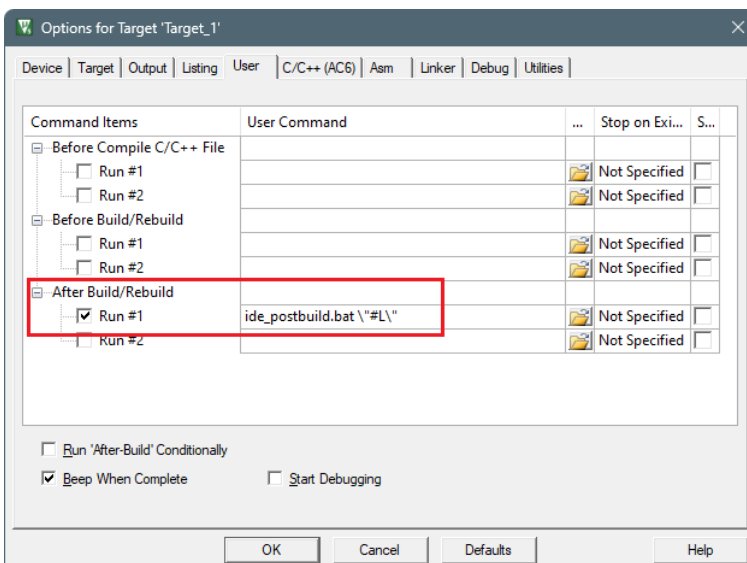 Options for Target 'Target_1'
Device Target Output Listing User C/C++ (AC6) Asm Linker Debug Utilities
Command Items User Command ... Stop on Exi... S...
Before Compile C/C++ File
Run #1 Not Specified
Run #2 Not Specified
Before Build/Rebuild
Run #1 Not Specified
Run #2 Not Specified
After Build/Rebuild
Run #1 ide_postbuild.bat \"#L\" Not Specified
Run #2 Not Specified
Run 'After-Build' Conditionally
Beep When Complete Start Debugging
OK Cancel Defaults Help